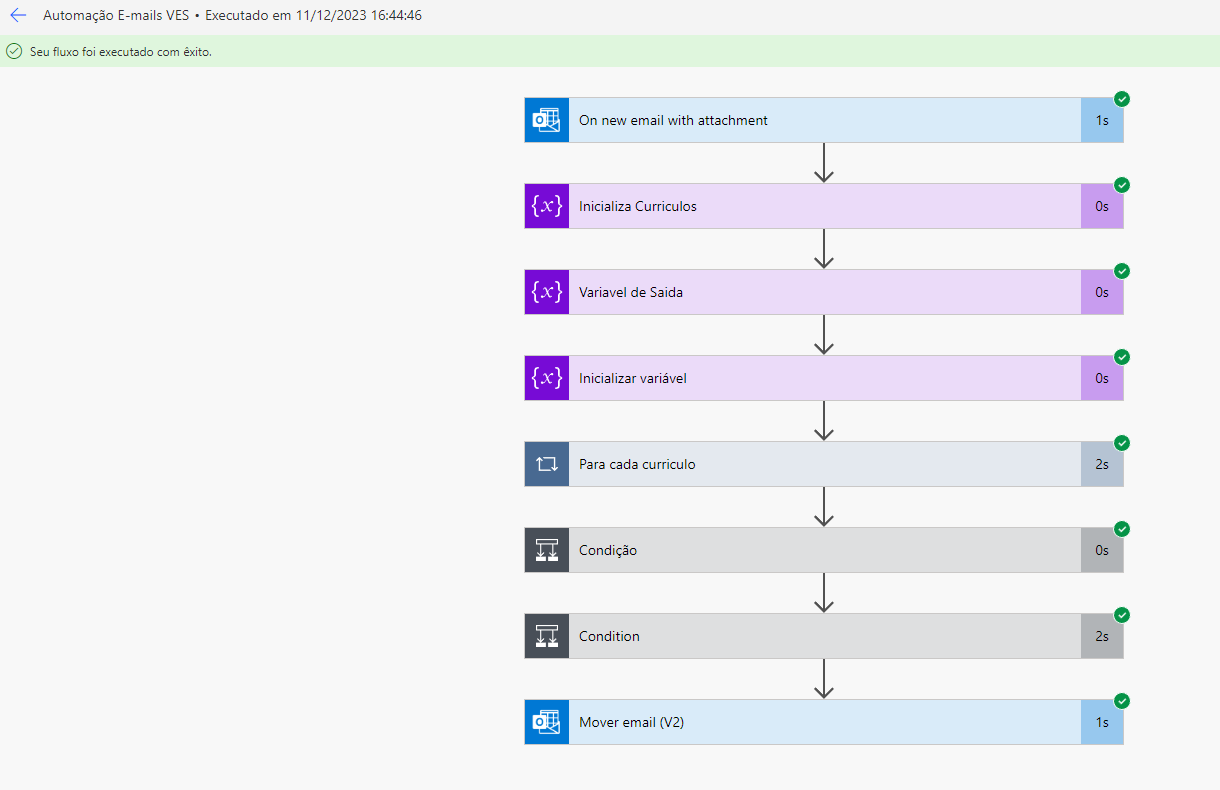 Automação E-mails VES • Executado em 11/12/2023 16:44:46
Seu fluxo foi executado com êxito.
On new email with attachment 1s
{x} Inicializa Curriculos 0s
{x} Variavel de Saida 0s
{x} Inicializar variável 0s
Para cada curriculo 2s
Condição 0s
Condition 2s
Mover email (V2) 1s